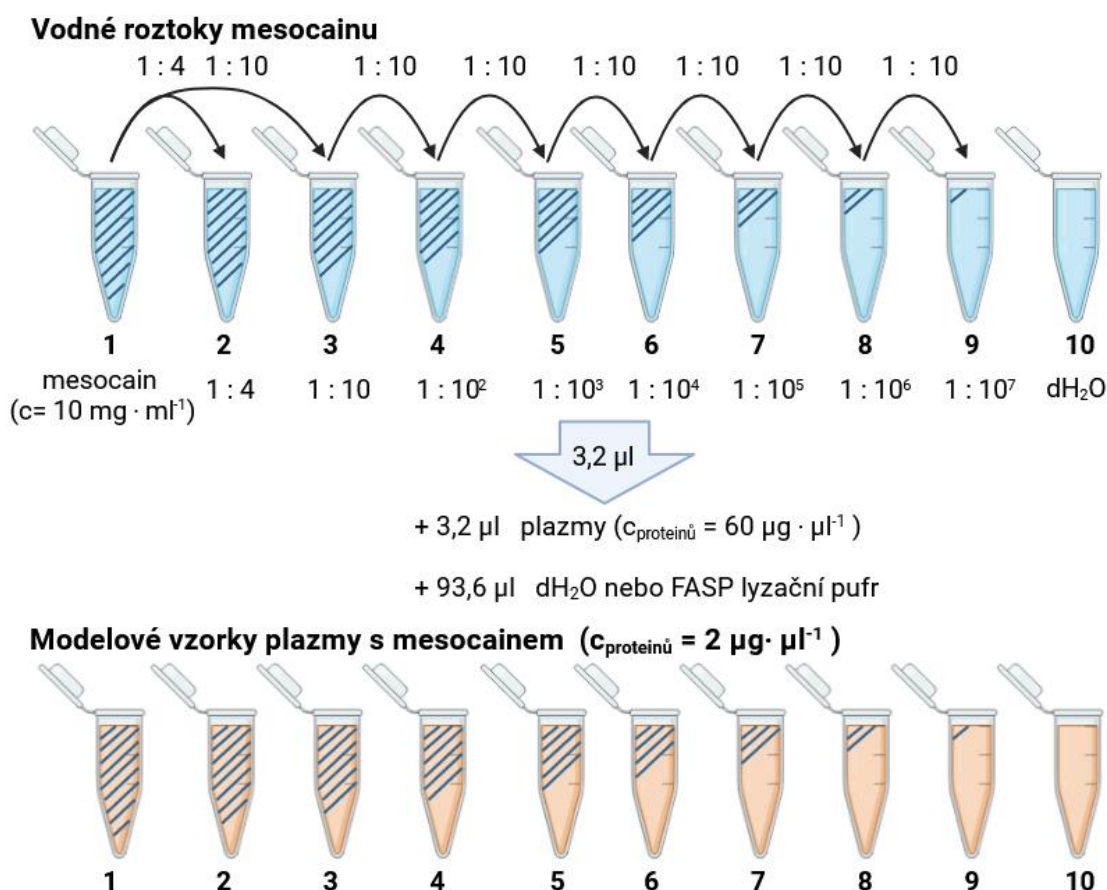 Vodné roztoky mesocainu
1 : 4 1 : 10 1 : 10 1 : 10 1 : 10 1 : 10 1 : 10 1 : 10
1 2 3 4 5 6 7 8 9 10
mesocain
(c= 10 mg · ml⁻¹)
1 : 4 1 : 10 1 : 10² 1 : 10³ 1 : 10⁴ 1 : 10⁵ 1 : 10⁶ 1 : 10⁷ dH₂O
3,2 µl
+ 3,2 µl plazmy (c proteinů = 60 µg · µl⁻¹ )
+ 93,6 µl dH₂O nebo FASP lyzační pufr
Modelové vzorky plazmy s mesocainem (c proteinů = 2 µg· µl⁻¹ )
1 2 3 4 5 6 7 8 9 10